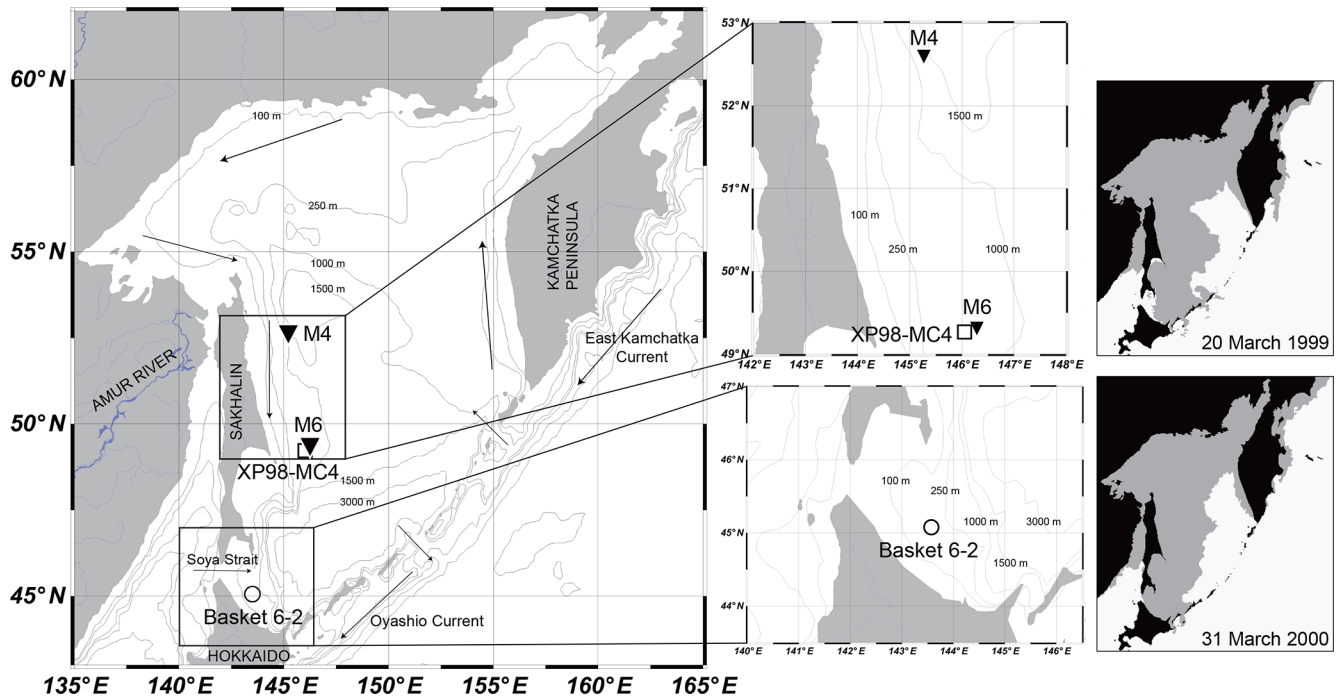 60° N
55° N
50° N
45° N
135° E
140° E
145° E
150° E
155° E
160° E
165° E
100 m
250 m
1000 m
1500 m
KAMCHATKA
PENINSULA
M4
East Kamchatka
Current
AMUR RIVER
SAKHALIN
M6
XP98-MC4
1500 m
3000 m
Soya Strait
Basket 6-2
Oyashio Current
HOKKAIDO
53° N
52° N
51° N
50° N
49° N
142° E
143° E
144° E
145° E
146° E
147° E
148° E
M4
1500 m
100 m
250 m
1000 m
M6
XP98-MC4
47° N
46° N
45° N
44° N
140° E
141° E
142° E
143° E
144° E
145° E
146° E
100 m
250 m
1000 m
3000 m
Basket 6-2
1500 m
20 March 1999
31 March 2000